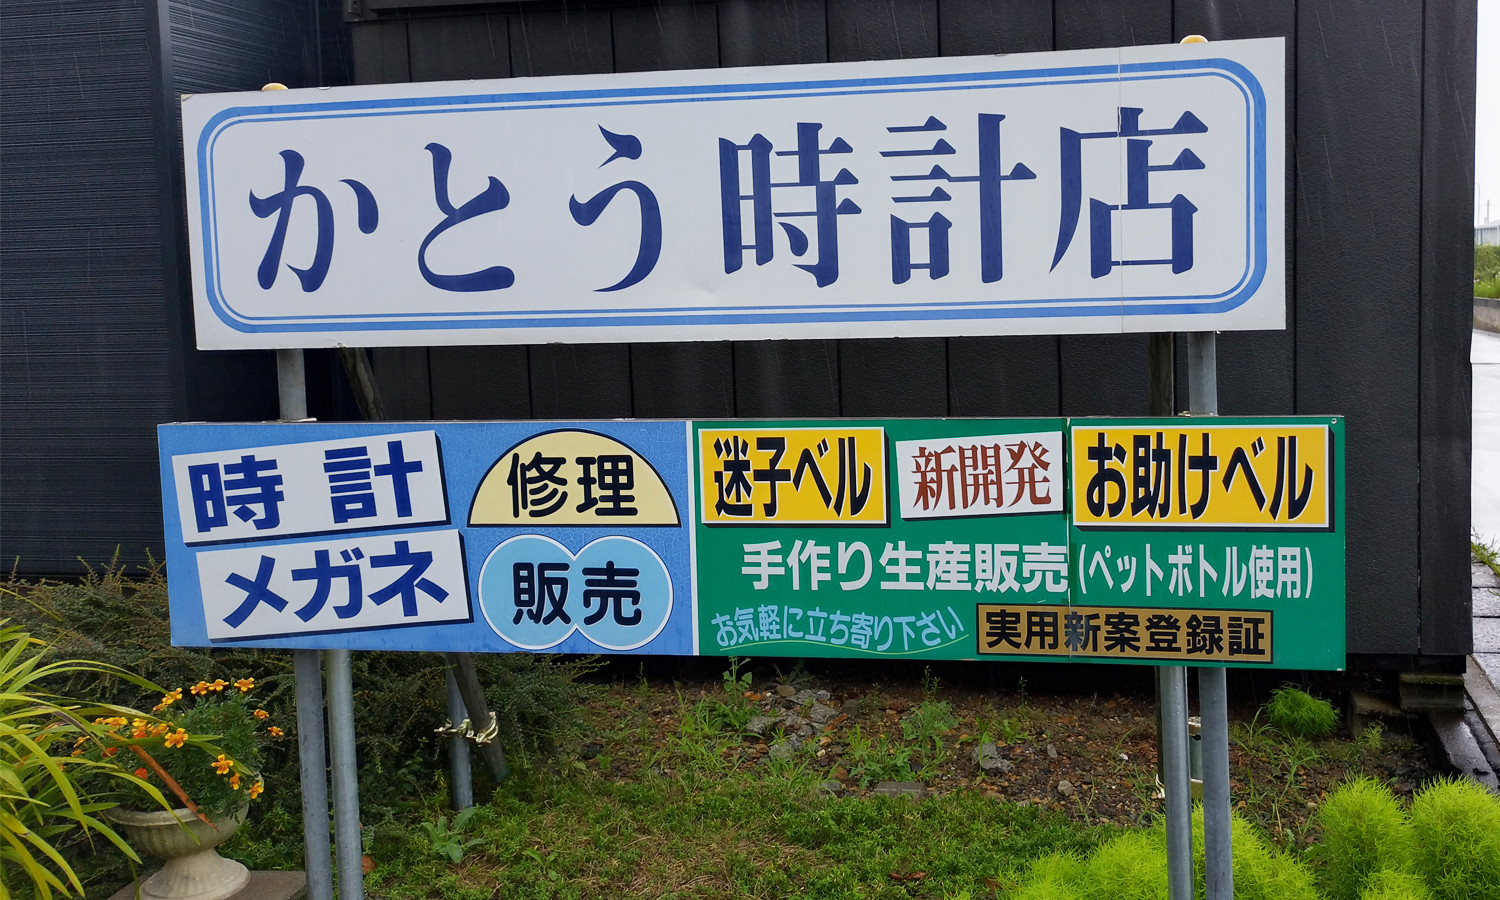 かとう時計店
時計
メガネ
修理
販売
迷子ベル
新開発
お助けベル
手作り生産販売(ペットボトル使用)
お気軽に立ち寄り下さい
実用新案登録証